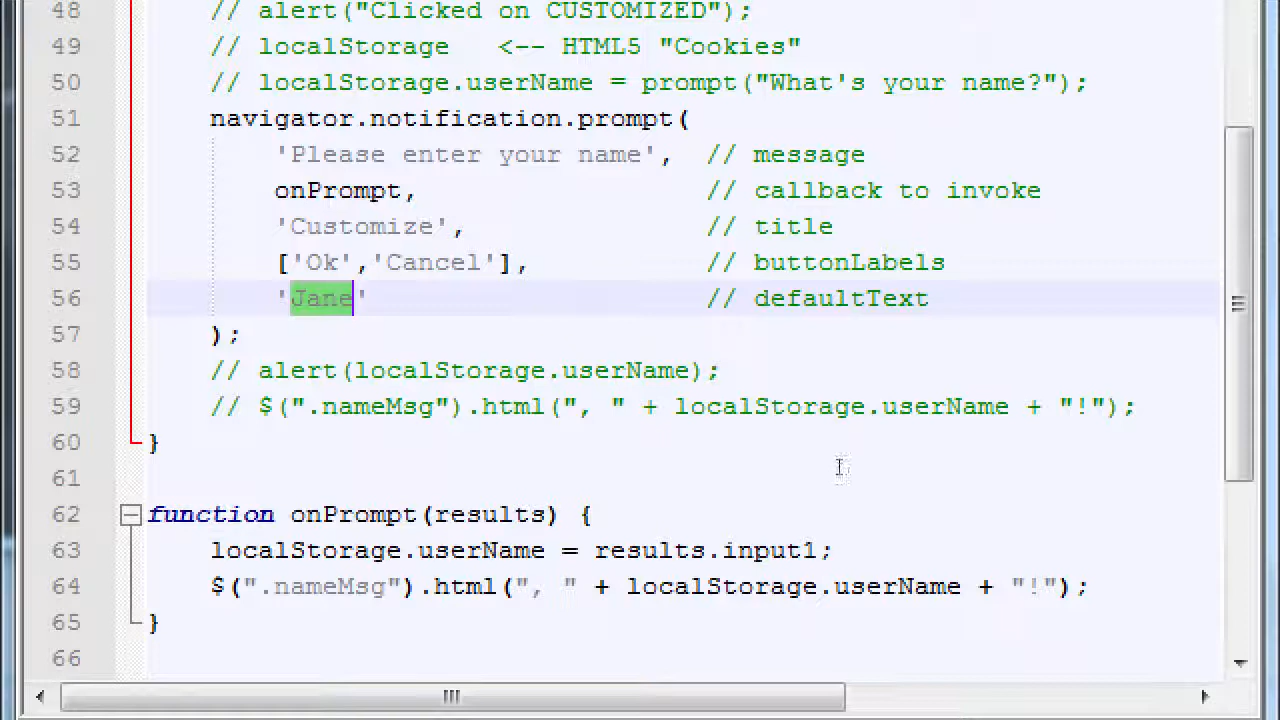 48 // alert("Clicked on CUSTOMIZED");
49 // localStorage   <-- HTML5 "Cookies"
50 // localStorage.userName = prompt("What's your name?");
51 navigator.notification.prompt(
52 'Please enter your name',  // message
53 onPrompt,                  // callback to invoke
54 'Customize',               // title
55 ['Ok','Cancel'],           // buttonLabels
56 'Jane'                     // defaultText
57 );
58 // alert(localStorage.userName);
59 // $(".nameMsg").html(", " + localStorage.userName + "!");
60 }
61
62 function onPrompt(results) {
63 localStorage.userName = results.input1;
64 $(".nameMsg").html(", " + localStorage.userName + "!");
65 }
66